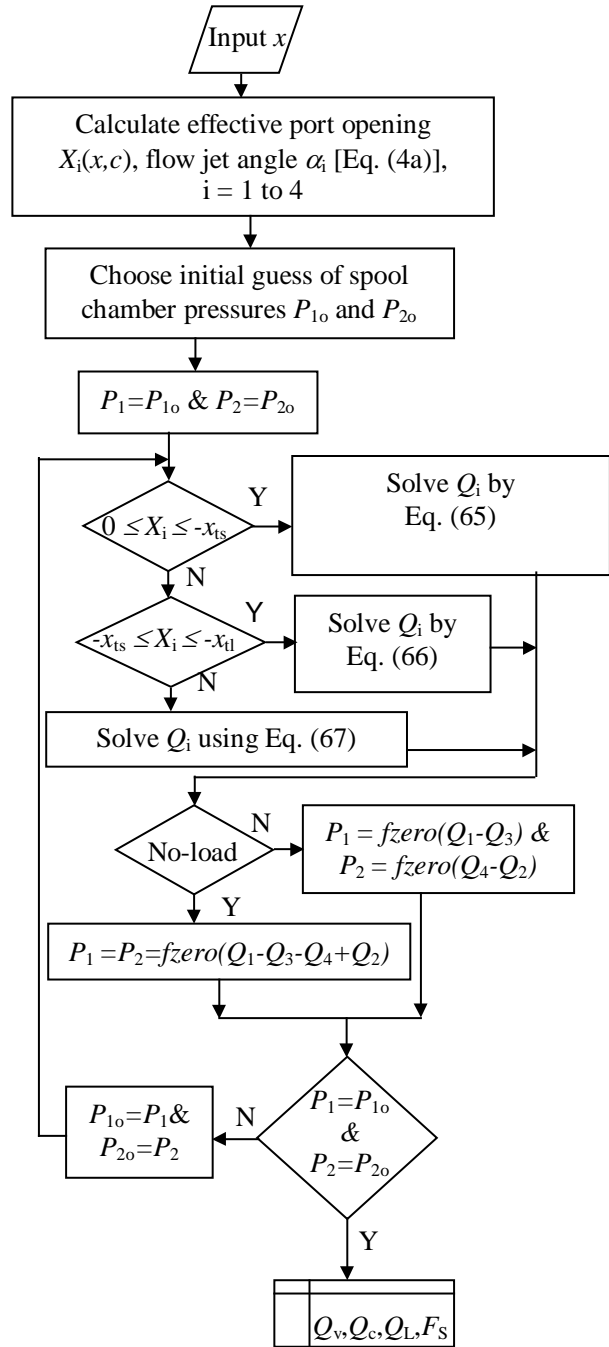 Input x
Calculate effective port opening
Xi(x,c), flow jet angle αi [Eq. (4a)],
i = 1 to 4
Choose initial guess of spool
chamber pressures P1o and P2o
P1=P1o & P2=P2o
0 ≤ Xi ≤ -xts
Y
Solve Qi by
Eq. (65)
N
-xts ≤ Xi ≤ -xtl
Y
Solve Qi by
Eq. (66)
N
Solve Qi using Eq. (67)
No-load
N
P1 = fzero(Q1-Q3) &
P2 = fzero(Q4-Q2)
Y
P1 =P2=fzero(Q1-Q3-Q4+Q2)
P1=P1o
&
P2=P2o
N
P1o=P1&
P2o=P2
Y
Qv,Qc,QL,FS